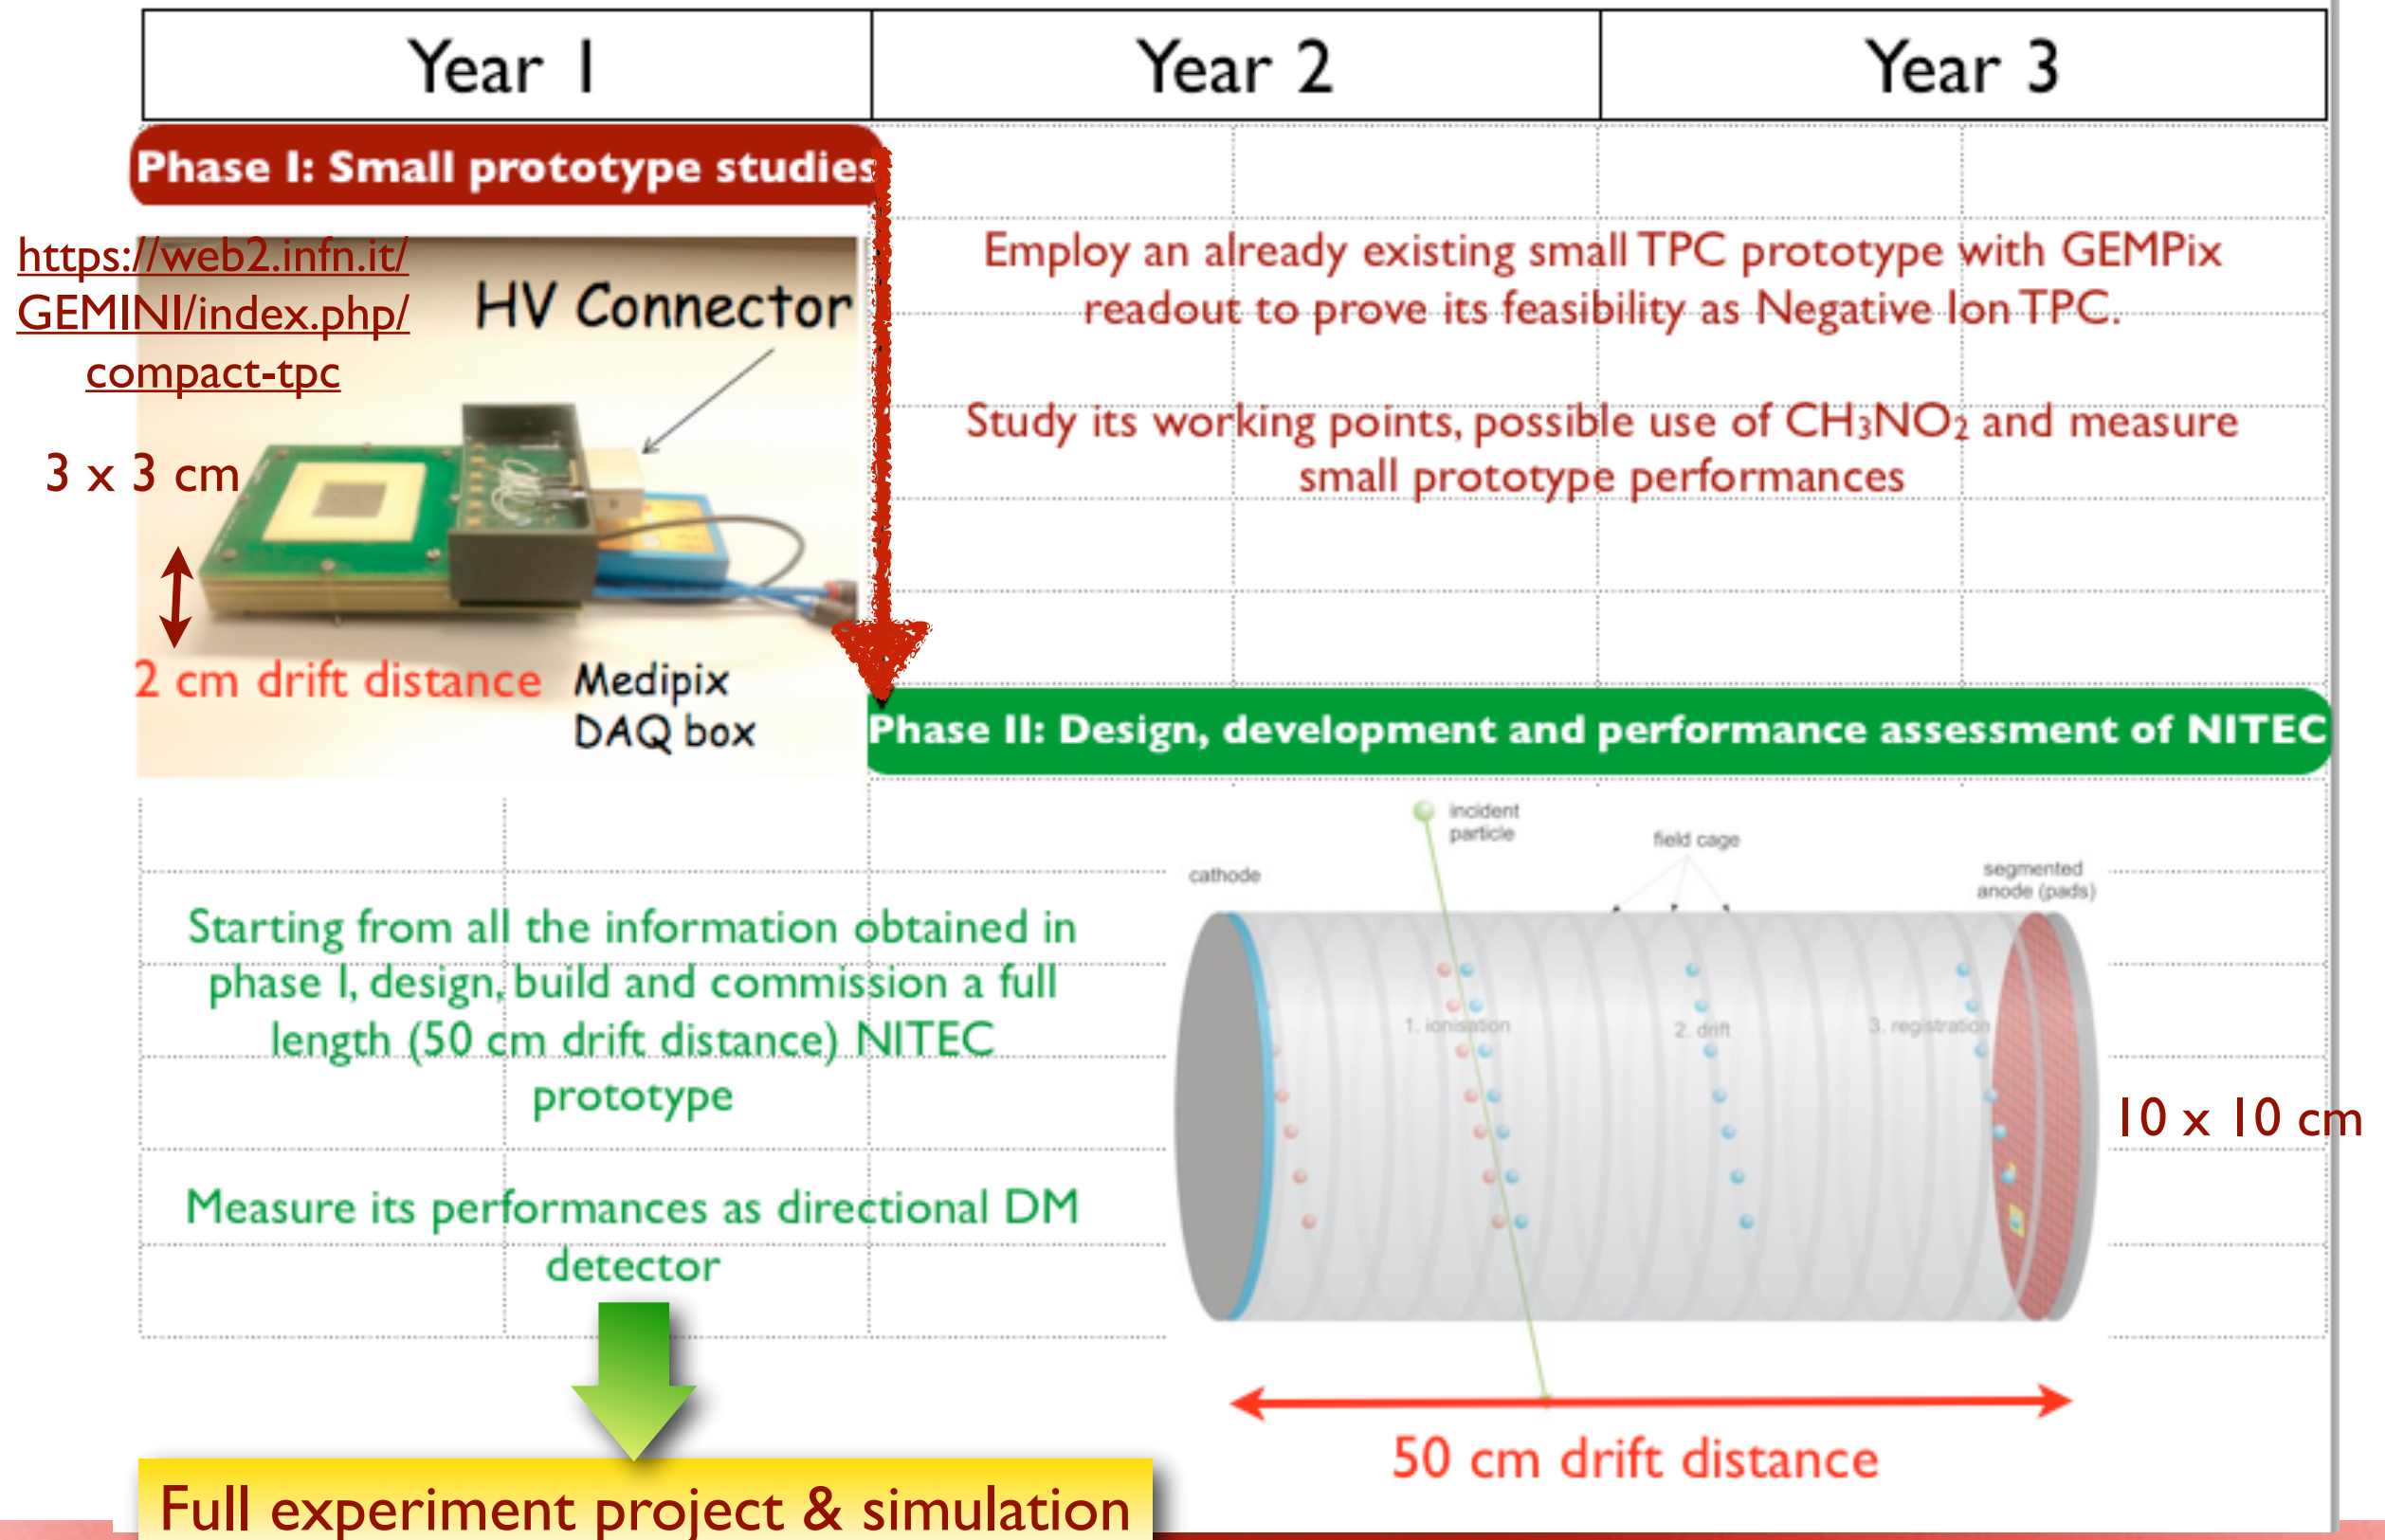 Year 1
Year 2
Year 3
Phase I: Small prototype studies
https://web2.infn.it/
GEMINI/index.php/
compact-tpc
HV Connector
3 x 3 cm
2 cm drift distance
Medipix
DAQ box
Employ an already existing small TPC prototype with GEMPix
readout to prove its feasibility as Negative Ion TPC.
Study its working points, possible use of CH₃NO₂ and measure
small prototype performances
Phase II: Design, development and performance assessment of NITEC
Starting from all the information obtained in
phase I, design, build and commission a full
length (50 cm drift distance) NITEC
prototype
Measure its performances as directional DM
detector
Full experiment project & simulation
incident
particle
field cage
cathode
segmented
anode (pads)
1. ionisation
2. drift
3. registration
10 x 10 cm
50 cm drift distance